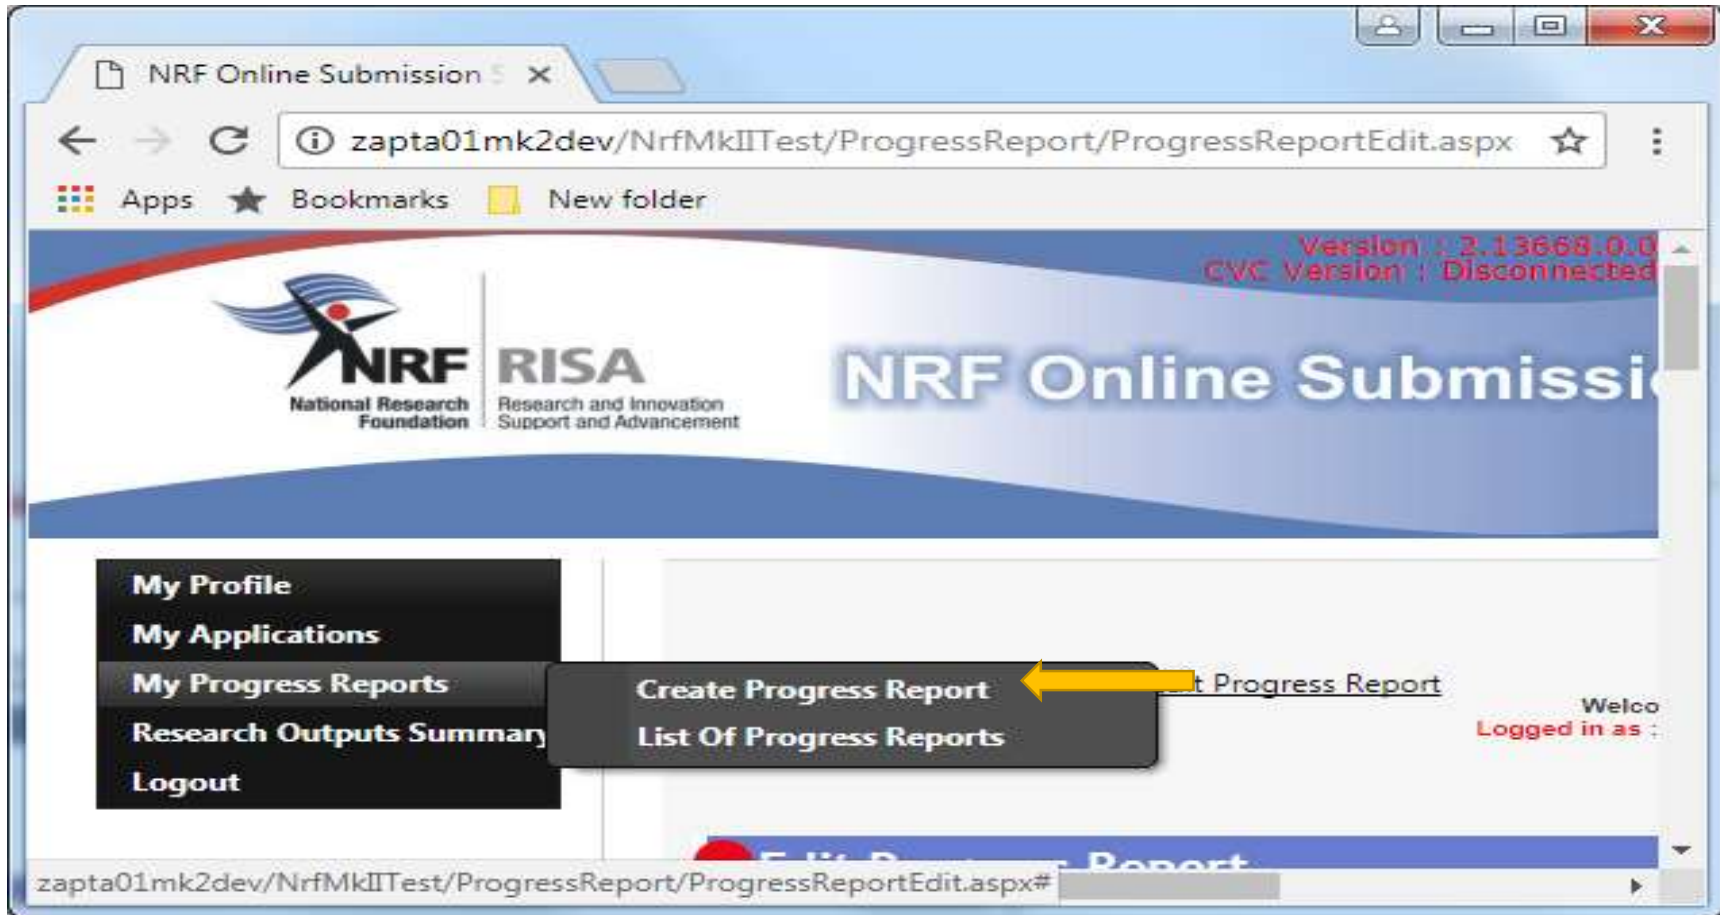 NRF Online Submission S
zapta01mk2dev/NrfMkIITest/ProgressReport/ProgressReportEdit.aspx
Apps Bookmarks New folder
Version : 2.13668.0.0
CVC Version : Disconnected
NRF RISA
National Research Foundation
Research and Innovation Support and Advancement
NRF Online Submissi
My Profile
My Applications
My Progress Reports
Research Outputs Summary
Logout
Create Progress Report
List Of Progress Reports
t Progress Report
Welco
Logged in as :
Edit Progress Report
zapta01mk2dev/NrfMkIITest/ProgressReport/ProgressReportEdit.aspx#